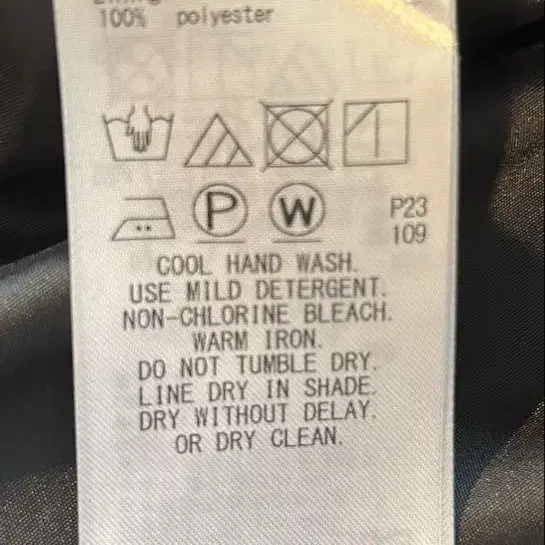 100% polyester
P W P23
109
COOL HAND WASH.
USE MILD DETERGENT.
NON-CHLORINE BLEACH.
WARM IRON.
DO NOT TUMBLE DRY.
LINE DRY IN SHADE.
DRY WITHOUT DELAY.
OR DRY CLEAN.